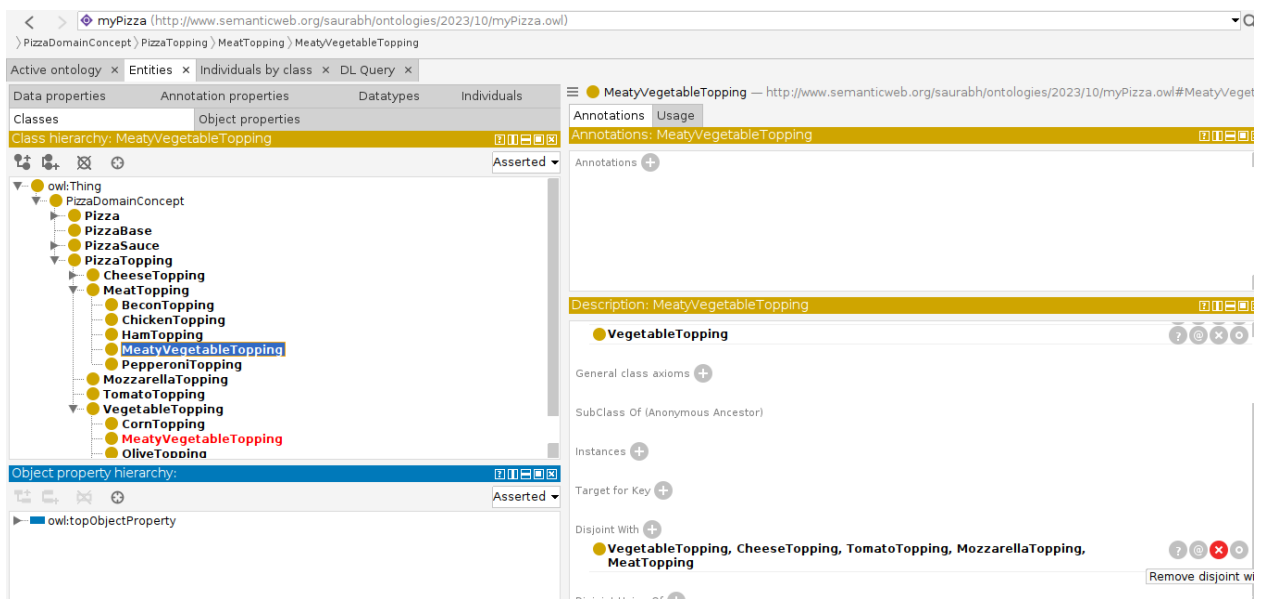 myPizza (http://www.semanticweb.org/saurabh/ontologies/2023/10/myPizza.owl)
〉PizzaDomainConcept〉PizzaTopping〉MeatTopping〉MeatyVegetableTopping
Active ontology × Entities × Individuals by class × DL Query ×
Data properties Annotation properties Datatypes Individuals
Classes Object properties
Class hierarchy: MeatyVegetableTopping
Asserted
owl:Thing
PizzaDomainConcept
Pizza
PizzaBase
PizzaSauce
PizzaTopping
CheeseTopping
MeatTopping
BeconTopping
ChickenTopping
HamTopping
MeatyVegetableTopping
PepperoniTopping
MozzarellaTopping
TomatoTopping
VegetableTopping
CornTopping
MeatyVegetableTopping
OliveTopping
Object property hierarchy:
Asserted
owl:topObjectProperty
MeatyVegetableTopping — http://www.semanticweb.org/saurabh/ontologies/2023/10/myPizza.owl#MeatyVeget
Annotations Usage
Annotations: MeatyVegetableTopping
Annotations
Description: MeatyVegetableTopping
VegetableTopping
General class axioms
SubClass Of (Anonymous Ancestor)
Instances
Target for Key
Disjoint With
VegetableTopping, CheeseTopping, TomatoTopping, MozzarellaTopping,
MeatTopping
Remove disjoint wi